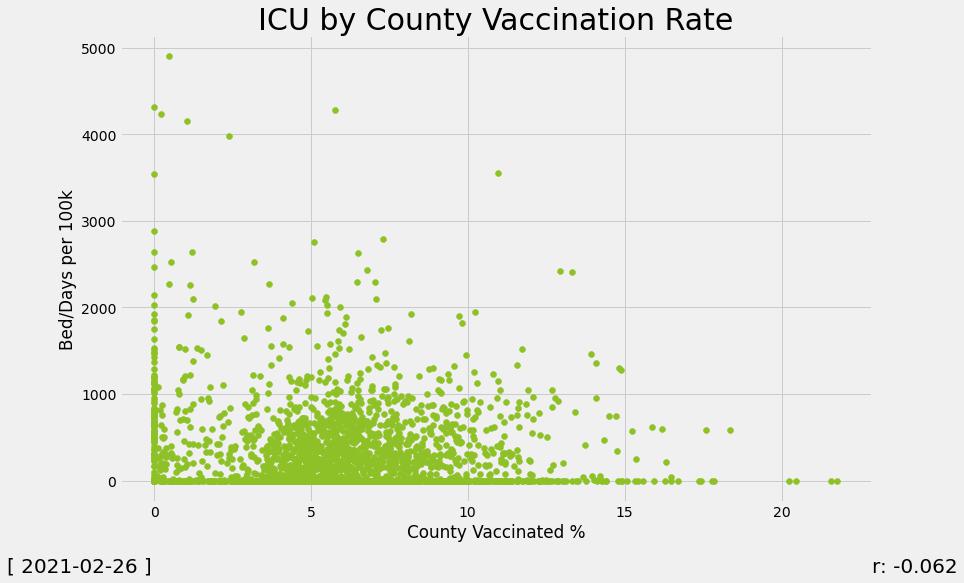 ICU by County Vaccination Rate
5000
4000
3000
2000
1000
0
Bed/Days per 100k
0 5 10 15 20
County Vaccinated %
[ 2021-02-26 ] r: -0.062